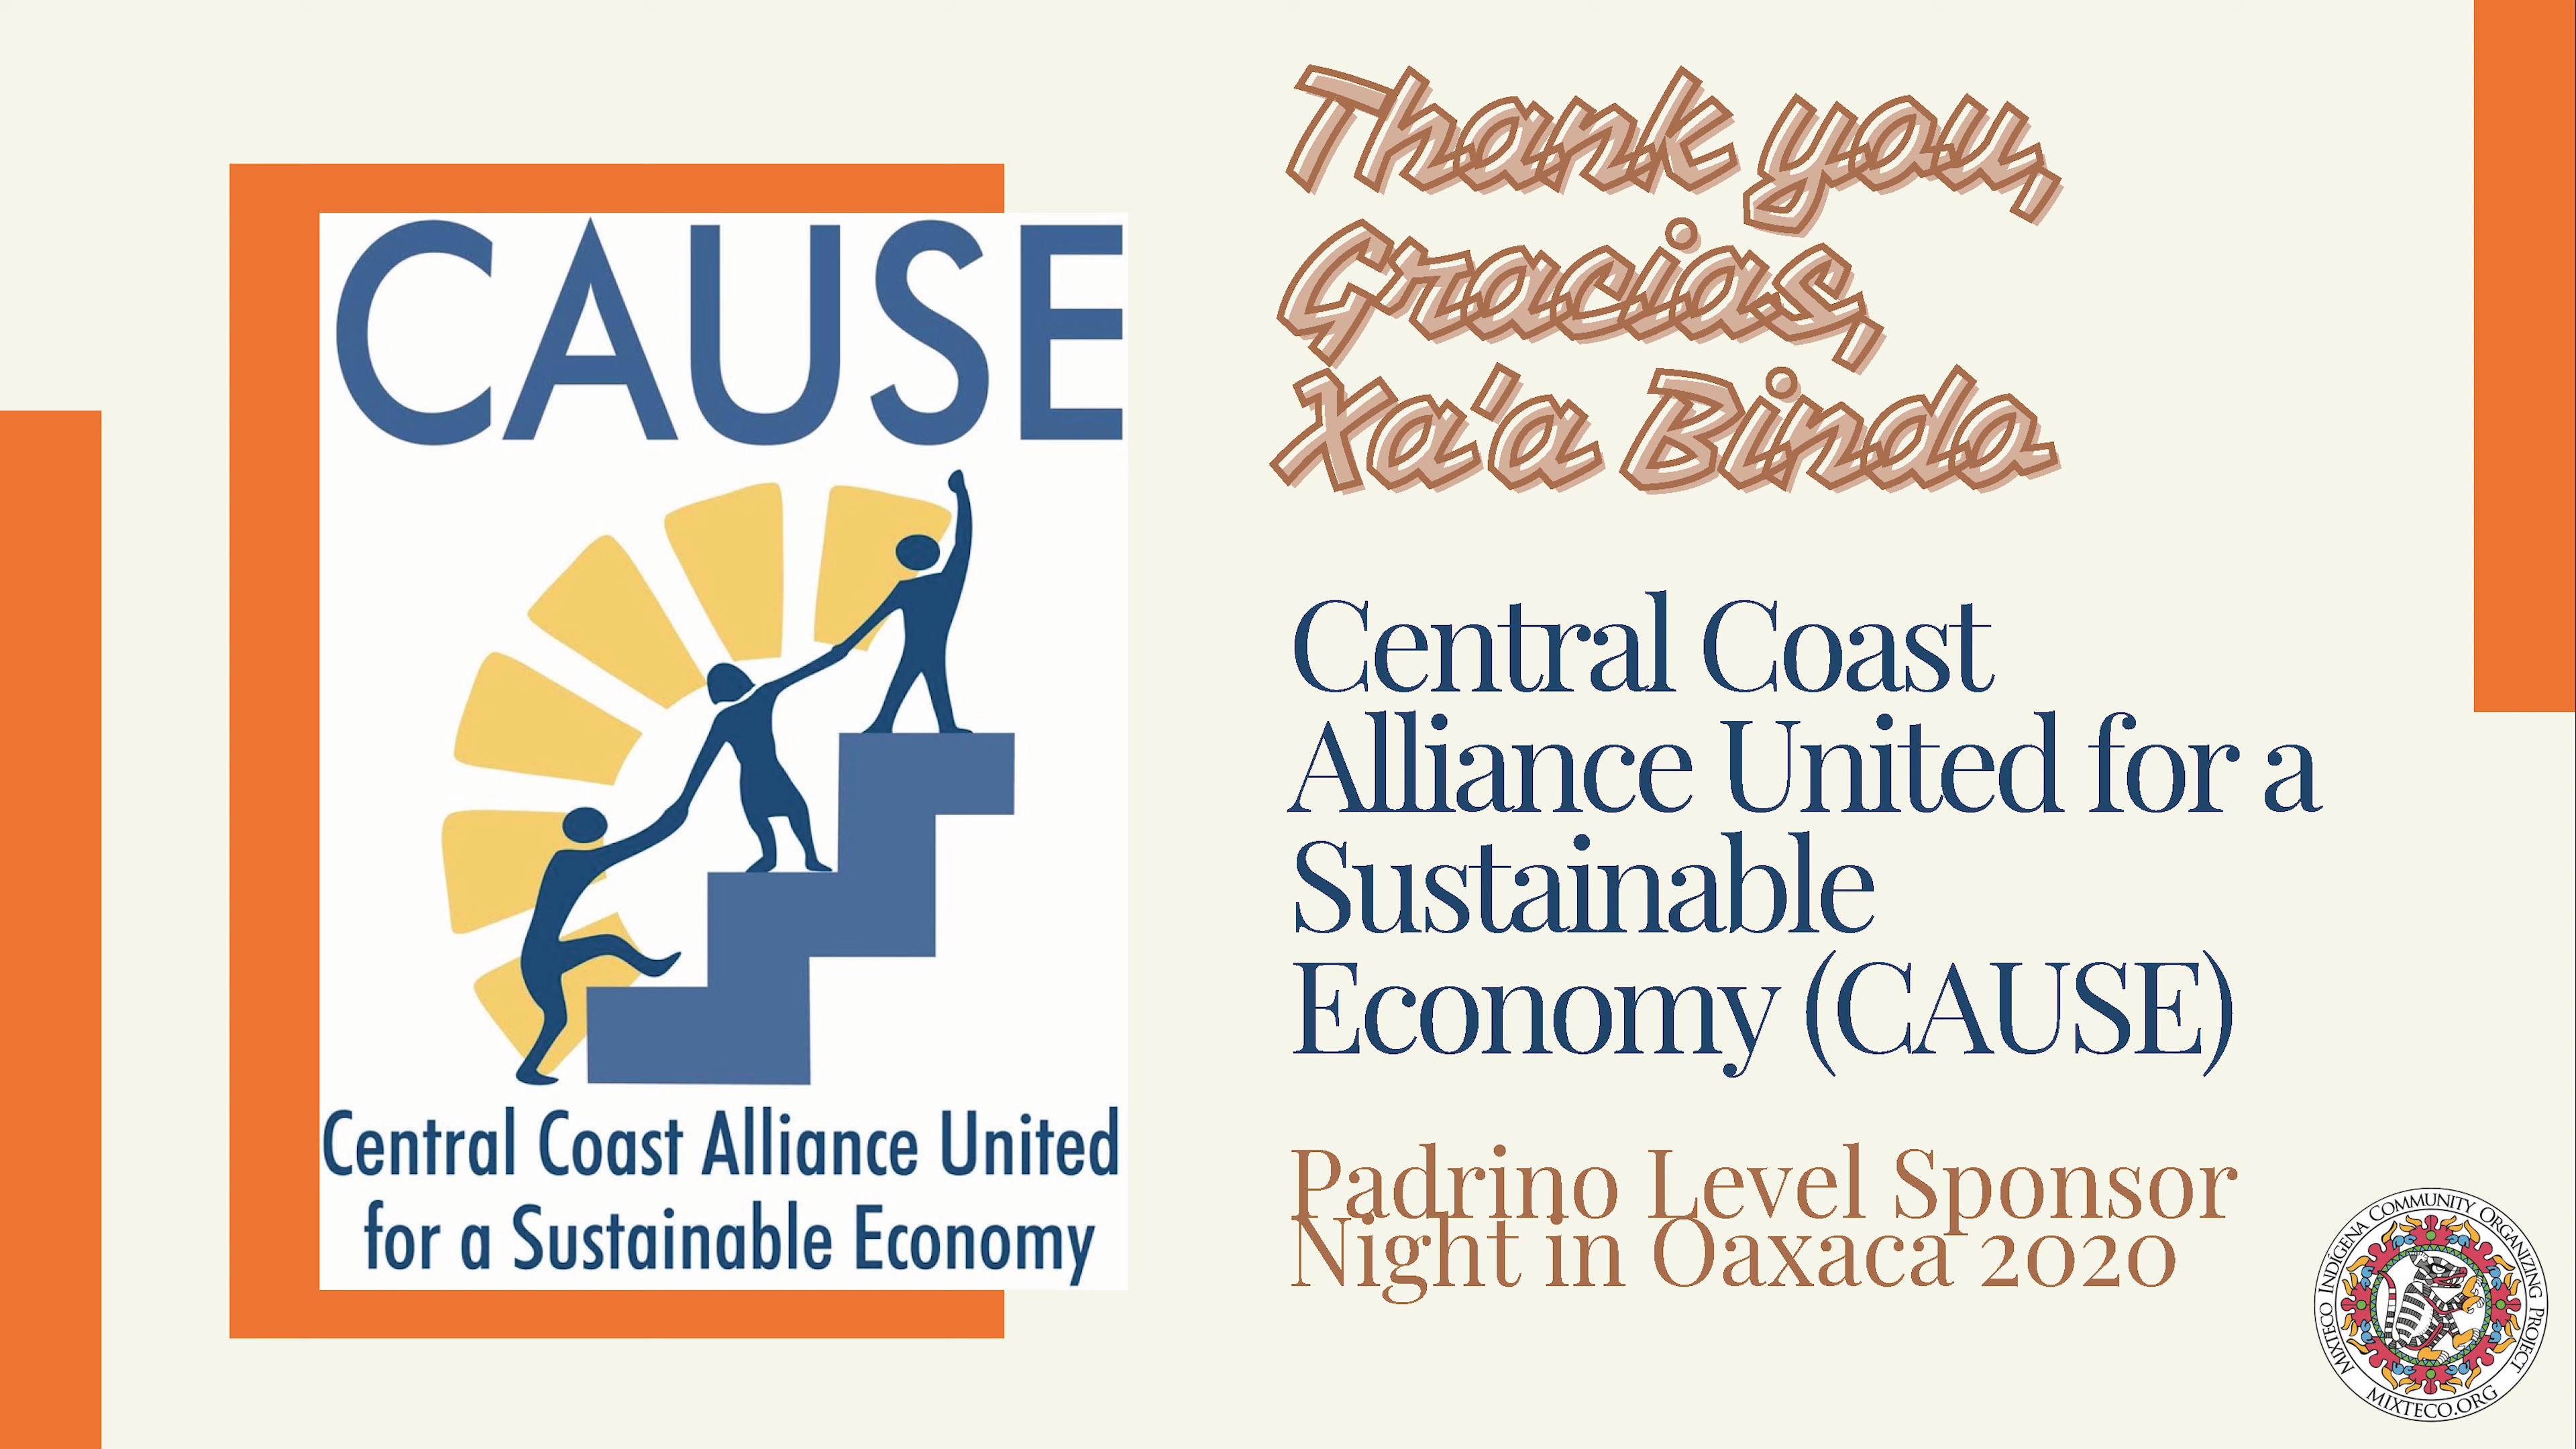 CAUSE
Central Coast Alliance United
for a Sustainable Economy
Thank you,
Gracias,
Xa'a Binda
Central Coast
Alliance United for a
Sustainable
Economy (CAUSE)
Padrino Level Sponsor
Night in Oaxaca 2020
MIXTECO INDÍGENA COMMUNITY ORGANIZING PROJECT
MIXTECO.ORG